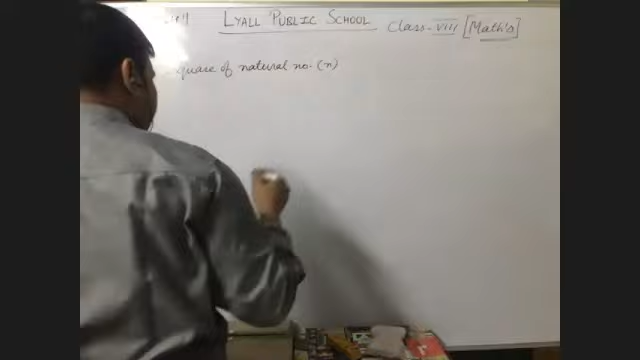 LYALL PUBLIC SCHOOL
Class-VIII [Math's]
quare of natural no. (n)